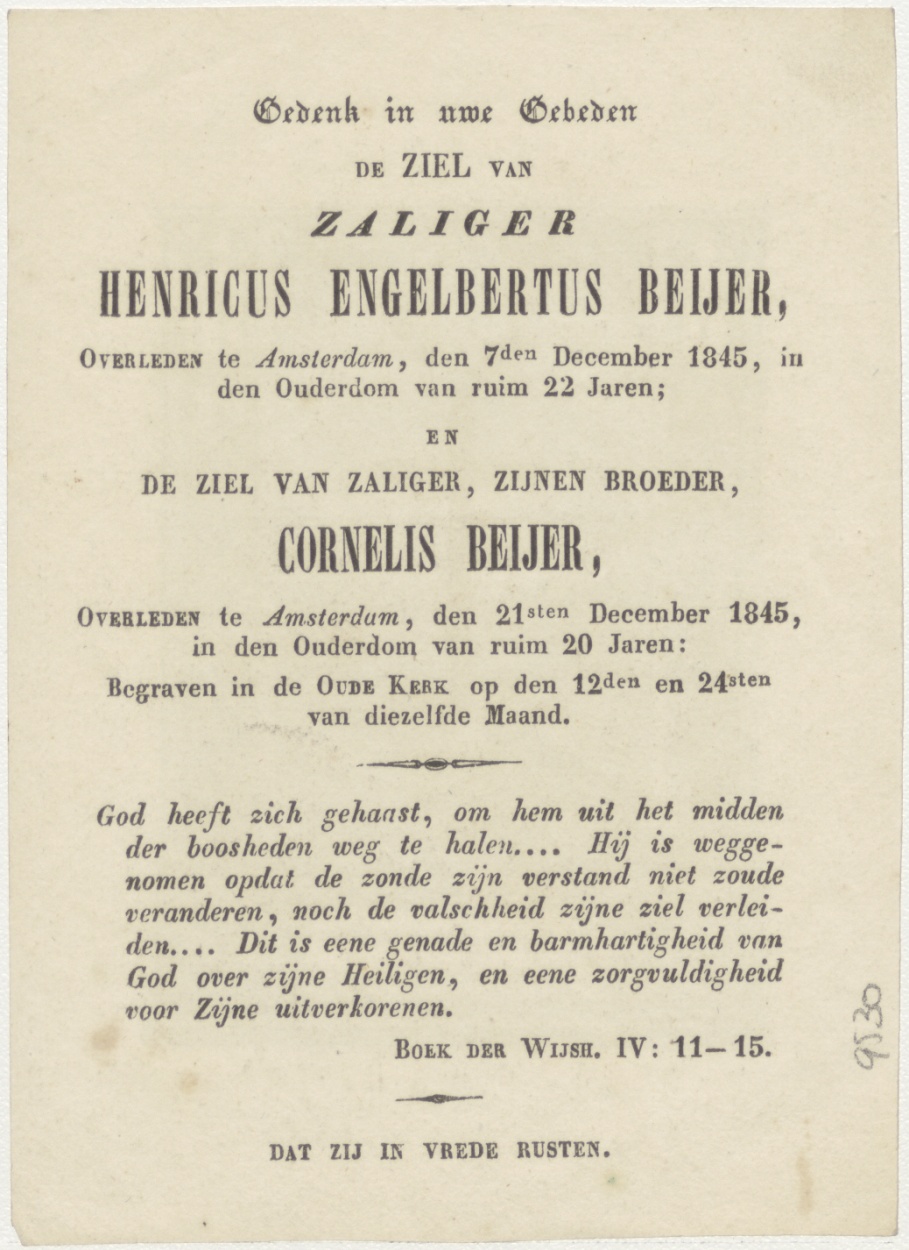 Gedenk in uwe Gebeden
DE ZIEL VAN
ZALIGER
HENRICUS ENGELBERTUS BEIJER,
OVERLEDEN te Amsterdam, den 7den December 1845, in
den Ouderdom van ruim 22 Jaren;
EN
DE ZIEL VAN ZALIGER, ZIJNEN BROEDER,
CORNELIS BEIJER,
OVERLEDEN te Amsterdam, den 21sten December 1845,
in den Ouderdom van ruim 20 Jaren:
Begraven in de OUDE KERK op den 12den en 24sten
van diezelfde Maand.
God heeft zich gehaast, om hem uit het midden
der boosheden weg te halen.... Hij is wegge-
nomen opdat de zonde zijn verstand niet zoude
veranderen, noch de valschheid zijne ziel verlei-
den.... Dit is eene genade en barmhartigheid van
God over zijne Heiligen, en eene zorgvuldigheid
voor Zijne uitverkorenen.
BOEK DER WIJSH. IV: 11—15.
DAT ZIJ IN VREDE RUSTEN.
9530